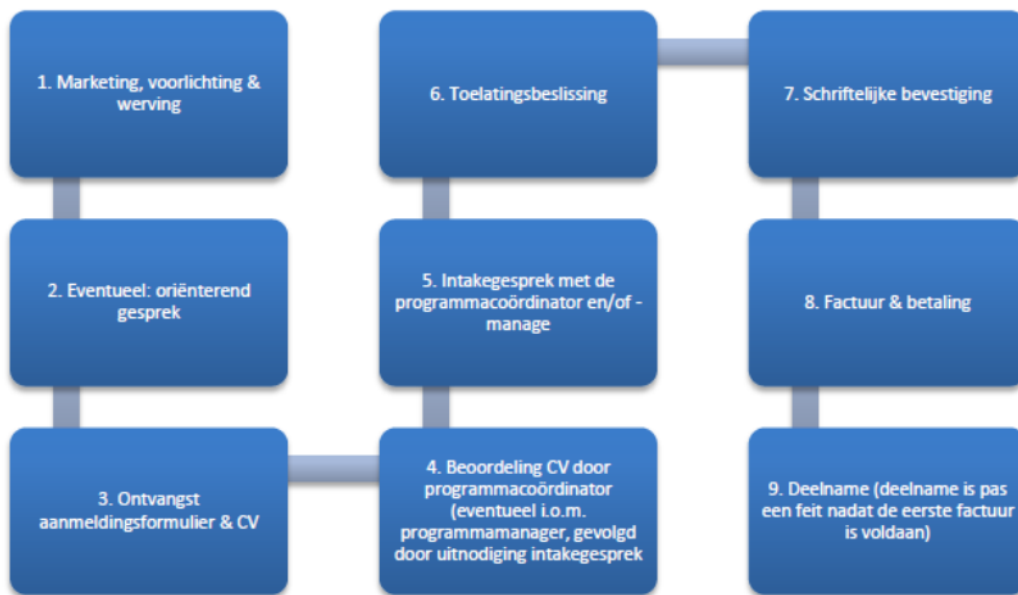 1. Marketing, voorlichting &
werving
2. Eventueel: oriënterend
gesprek
3. Ontvangst
aanmeldingsformulier & CV
4. Beoordeling CV door
programmacoördinator
(eventueel i.o.m.
programmamanager, gevolgd
door uitnodiging intakegesprek
5. Intakegesprek met de
programmacoördinator en/of -
manage
6. Toelatingsbeslissing
7. Schriftelijke bevestiging
8. Factuur & betaling
9. Deelname (deelname is pas
een feit nadat de eerste factuur
is voldaan)